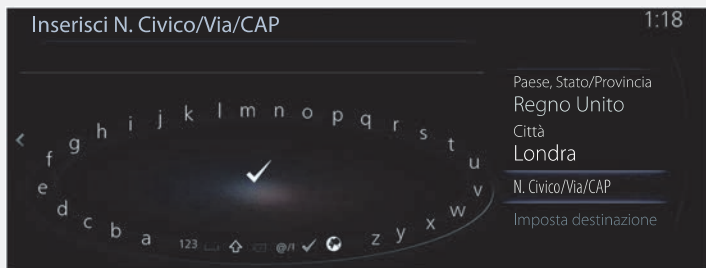 Inserisci N. Civico/Via/CAP
1:18
a b c d e f g h i j k l m n o p q r s t u v w x y z
123 @/!
Paese, Stato/Provincia
Regno Unito
Città
Londra
N. Civico/Via/CAP
Imposta destinazione